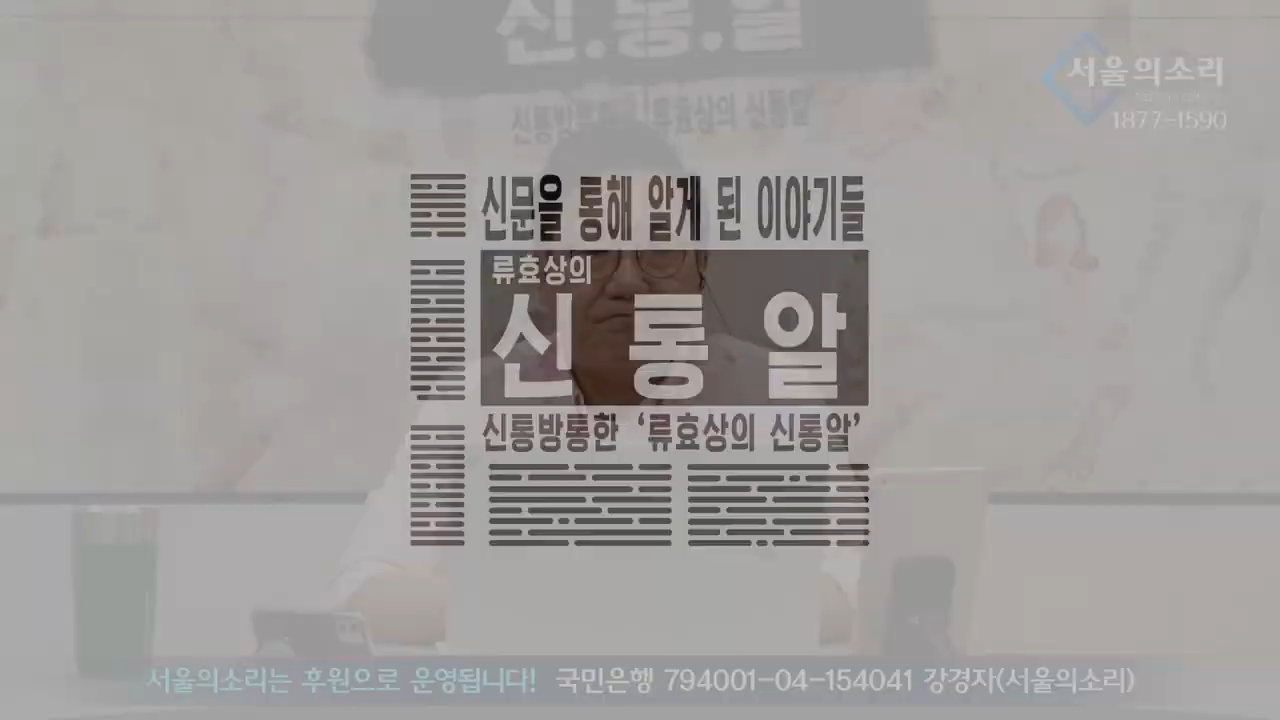 신.통.알
신통방통한 '류효상의 신통알'
서울의소리
1877-1590
신문을 통해 알게 된 이야기들
류효상의
신통알
신통방통한 ‘류효상의 신통알’
서울의소리는 후원으로 운영됩니다! 국민은행 794001-04-154041 강경자(서울의소리)